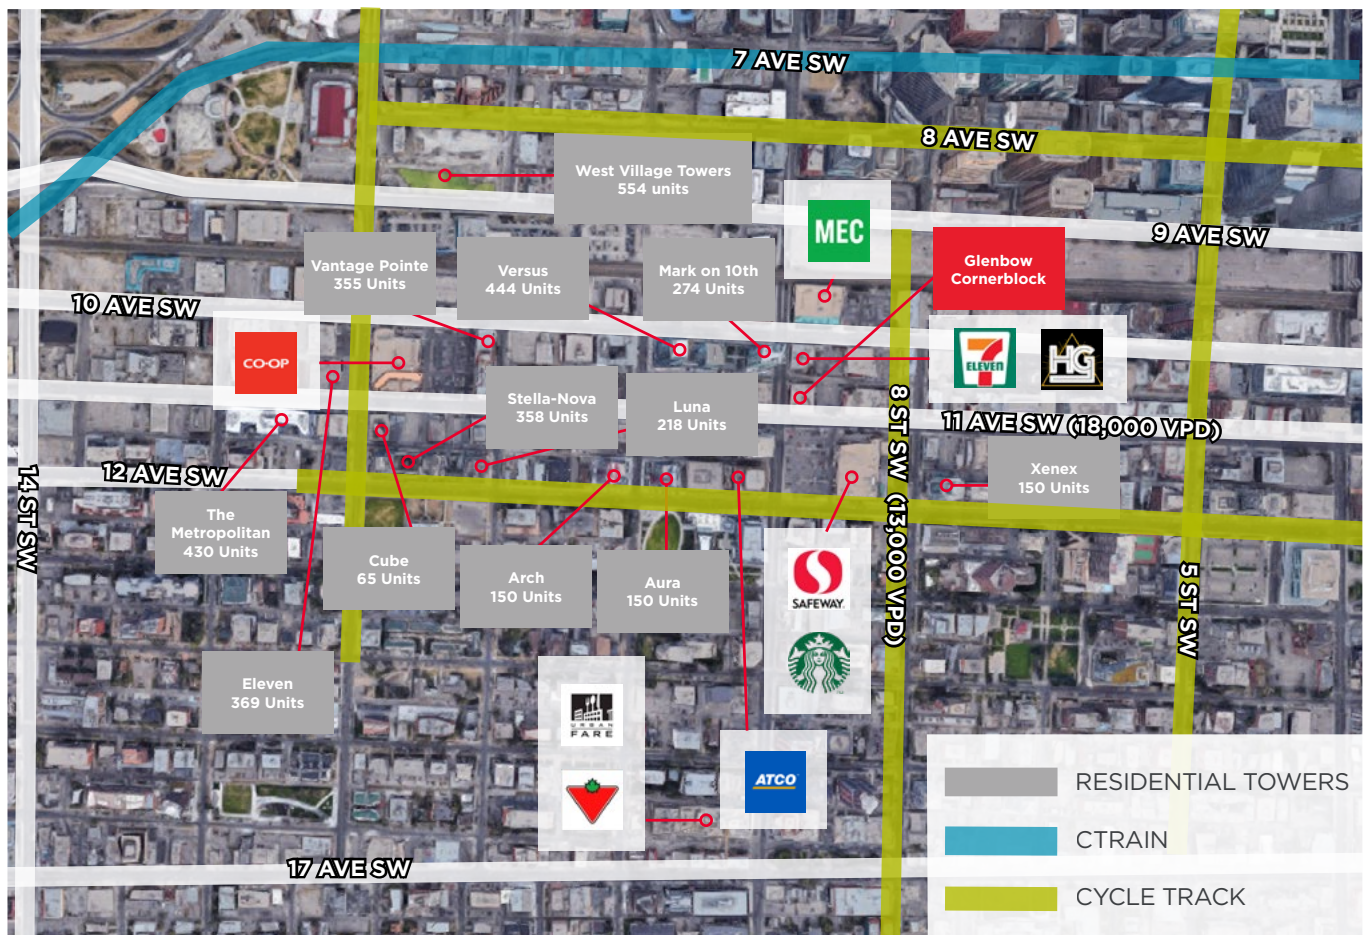 7 AVE SW
8 AVE SW
West Village Towers
554 units
MEC
9 AVE SW
Vantage Pointe
355 Units
Versus
444 Units
Mark on 10th
274 Units
Glenbow
Cornerblock
10 AVE SW
CO-OP
7
ELEVEN
HG
Stella-Nova
358 Units
Luna
218 Units
8 ST SW (13,000 VPD)
11 AVE SW (18,000 VPD)
12 AVE SW
14 ST SW
Xenex
150 Units
The
Metropolitan
430 Units
Cube
65 Units
Arch
150 Units
Aura
150 Units
SAFEWAY
5 ST SW
Eleven
369 Units
URBAN
FARE
ATCO
17 AVE SW
RESIDENTIAL TOWERS
CTRAIN
CYCLE TRACK